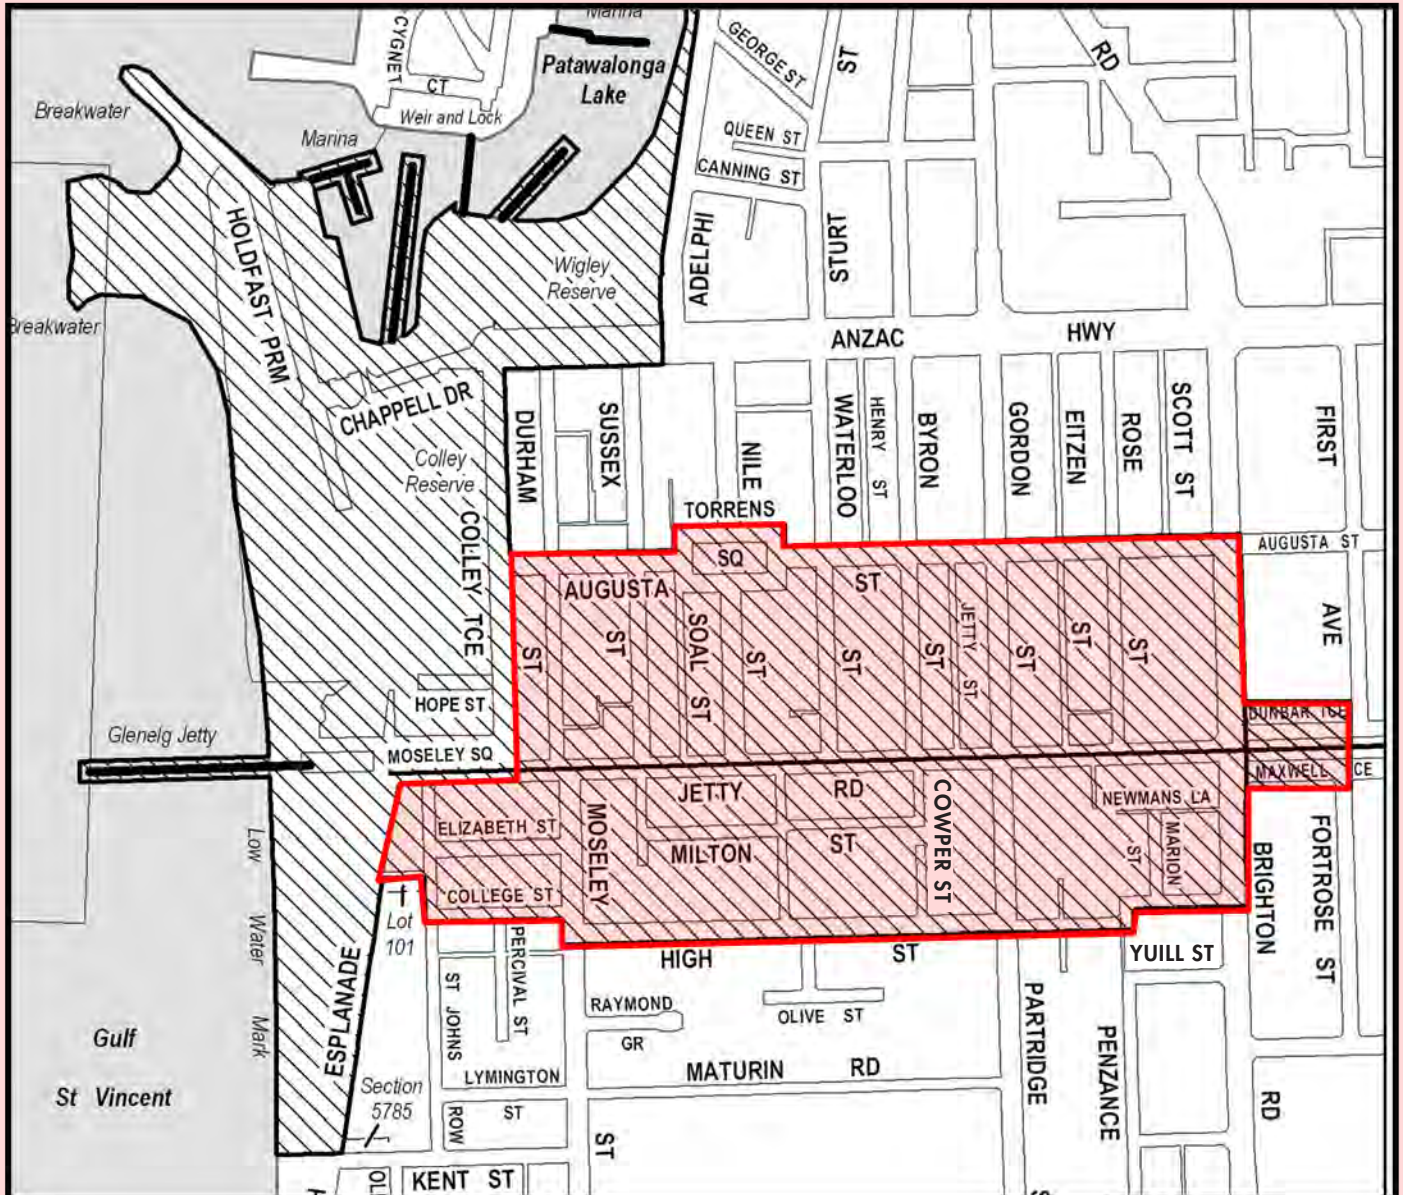 Marina
CYGNET
CT
Patawalonga
Lake
GEORGE ST
ST
RD
Breakwater
Weir and Lock
Marina
QUEEN ST
CANNING ST
HOLDFAST PRM
ADELPHI
STURT
Wigley
Reserve
Breakwater
ANZAC
HWY
CHAPPELL DR
DURHAM
SUSSEX
NILE
WATERLOO
HENRY ST
BYRON
GORDON
EITZEN
ROSE
SCOTT ST
FIRST
Colley
Reserve
TORRENS
SQ
COLLEY TCE
AUGUSTA
ST
AUGUSTA ST
ST
ST
SOAL ST
ST
ST
ST
JETTY ST
ST
ST
ST
AVE
HOPE ST
DUNBAR TCE
Glenelg Jetty
MOSELEY SQ
MAXWELL
CE
JETTY
RD
NEWMANS LA
ELIZABETH ST
MOSELEY
COWPER ST
MILTON
ST
ST
MARION
COLLEGE ST
Low Water Mark
Lot
101
BRIGHTON
FORTROSE ST
ESPLANADE
PERCIVAL ST
HIGH
ST
YUILL ST
ST JOHNS
RAYMOND
GR
OLIVE ST
PARTRIDGE
PENZANCE
Gulf
St Vincent
LYMINGTON
ST
MATURIN
RD
Section
5785
ROW
ST
RD
KENT ST